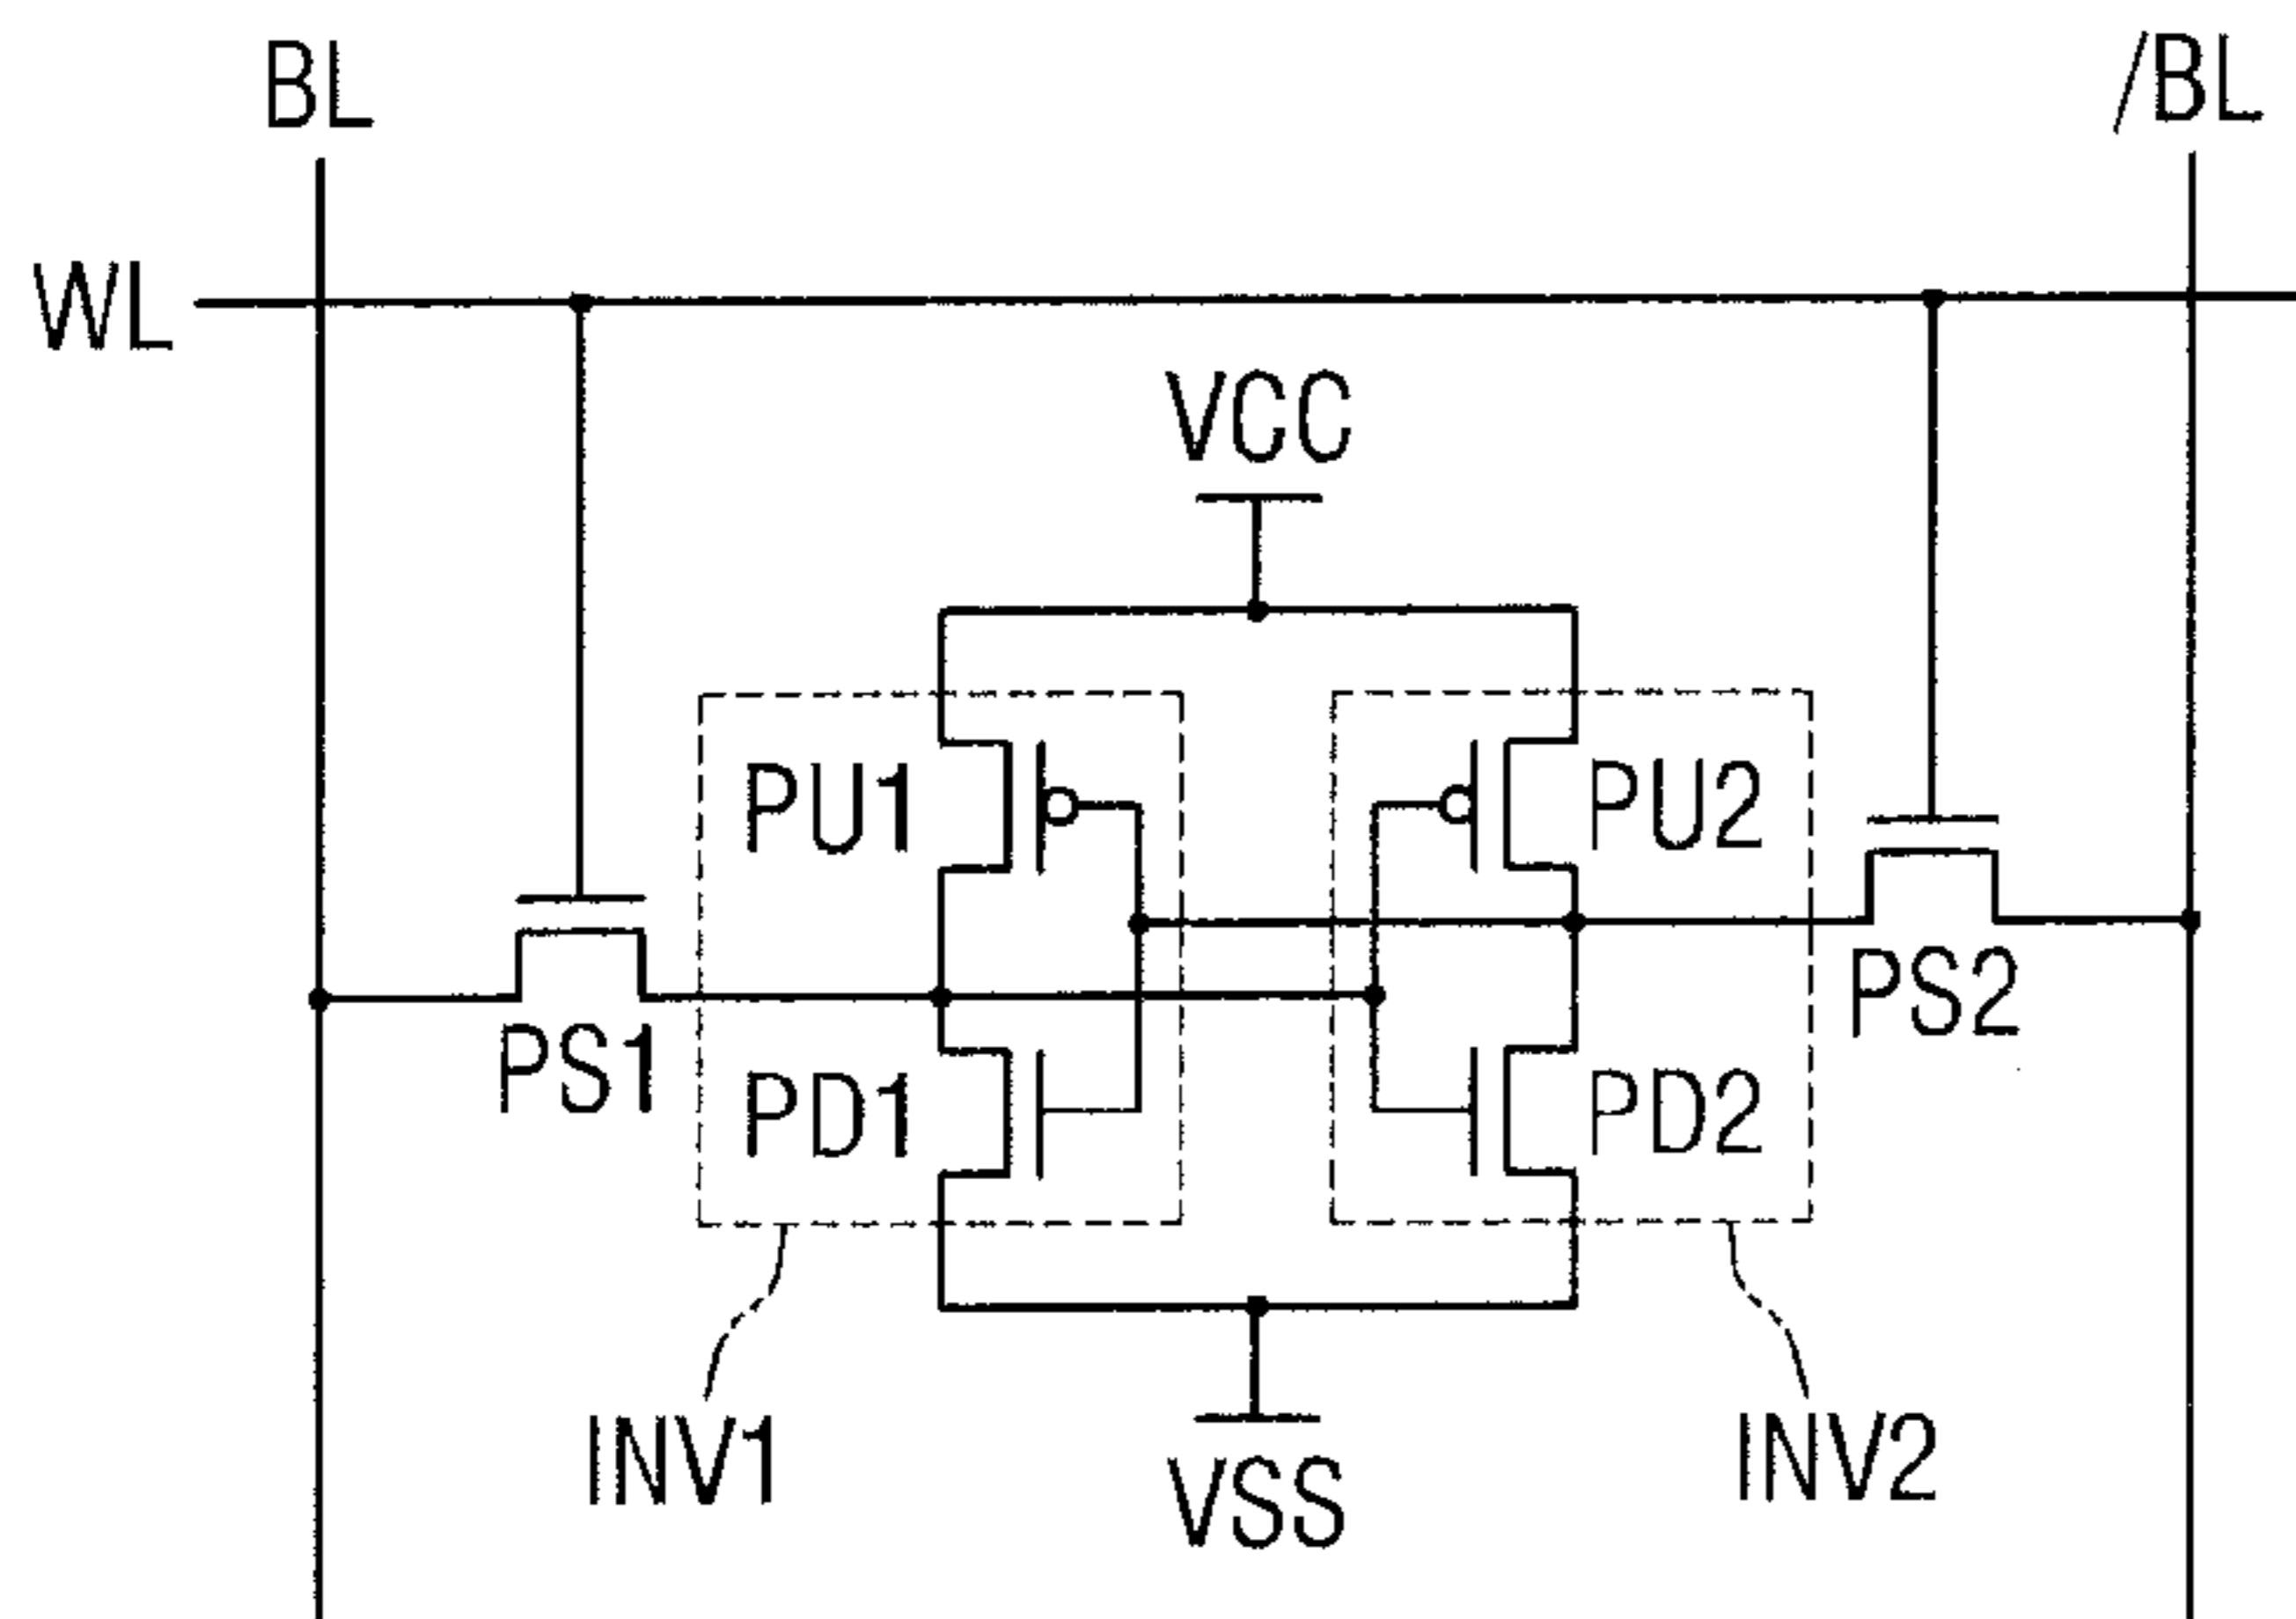 BL
/BL
WL
VCC
PU1
PU2
PS1
PS2
PD1
PD2
INV1
INV2
VSS